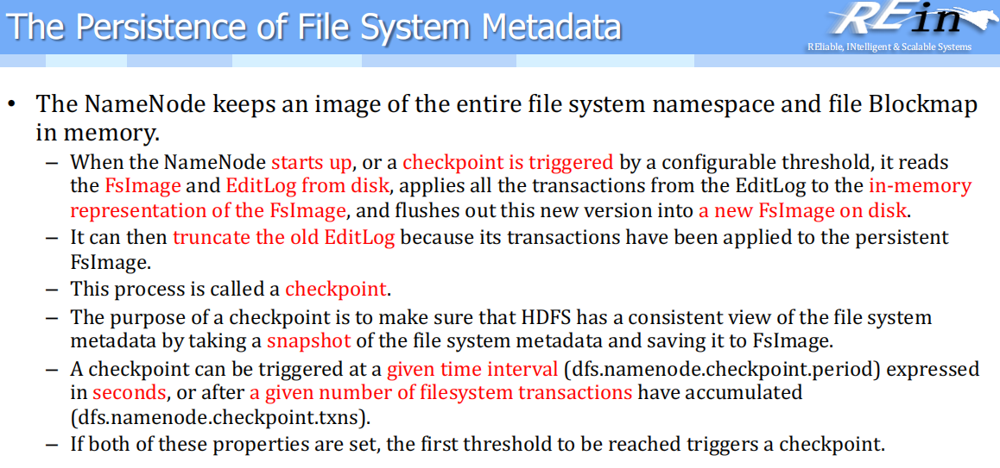 The Persistence of File System Metadata
REin
REliable, INtelligent & Scalable Systems
• The NameNode keeps an image of the entire file system namespace and file Blockmap
in memory.
– When the NameNode starts up, or a checkpoint is triggered by a configurable threshold, it reads
the FsImage and EditLog from disk, applies all the transactions from the EditLog to the in-memory
representation of the FsImage, and flushes out this new version into a new FsImage on disk.
– It can then truncate the old EditLog because its transactions have been applied to the persistent
FsImage.
– This process is called a checkpoint.
– The purpose of a checkpoint is to make sure that HDFS has a consistent view of the file system
metadata by taking a snapshot of the file system metadata and saving it to FsImage.
– A checkpoint can be triggered at a given time interval (dfs.namenode.checkpoint.period) expressed
in seconds, or after a given number of filesystem transactions have accumulated
(dfs.namenode.checkpoint.txns).
– If both of these properties are set, the first threshold to be reached triggers a checkpoint.